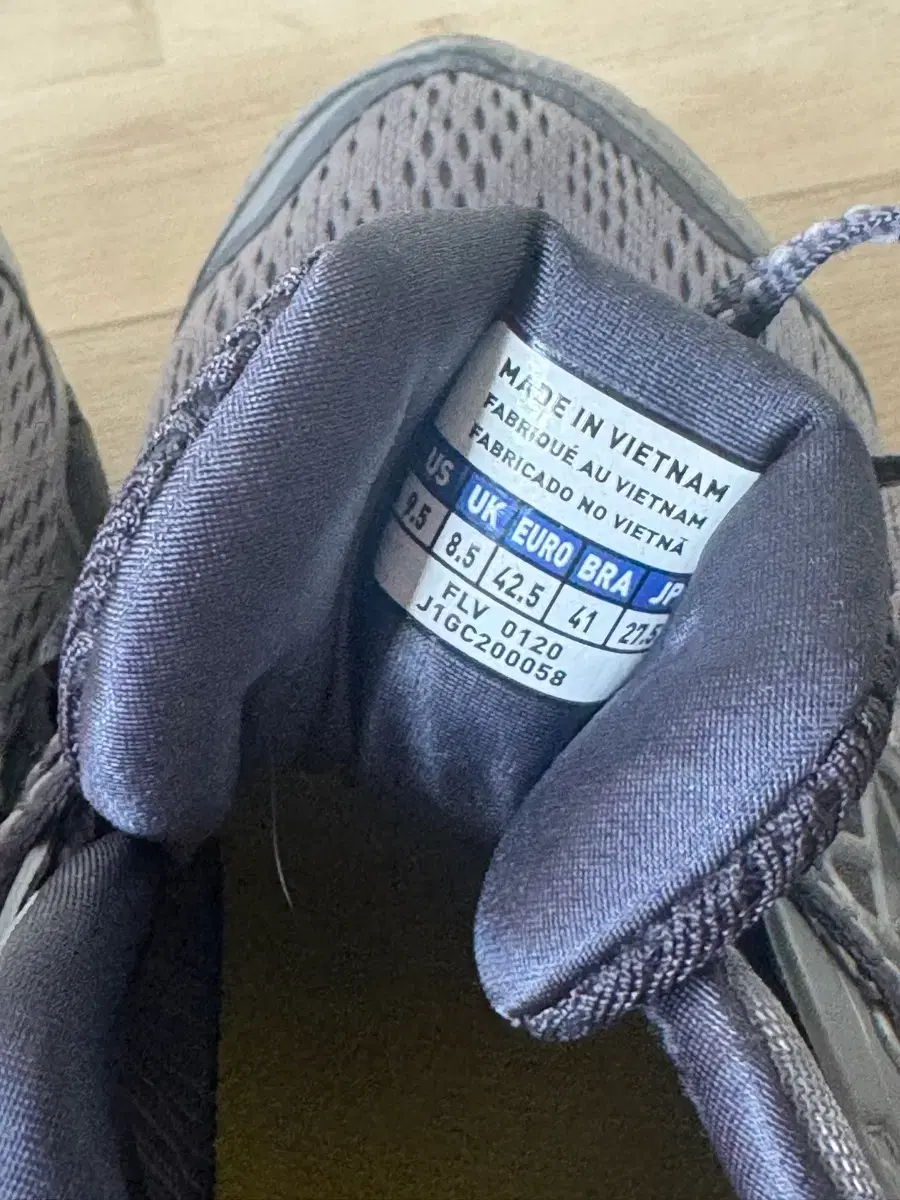 MADE IN VIETNAM
FABRIQUÉ AU VIETNAM
FABRICADO NO VIETNÃ
US UK EURO BRA JP
9.5 8.5 42.5 41 27.5
FLV 0120
J1GC200058